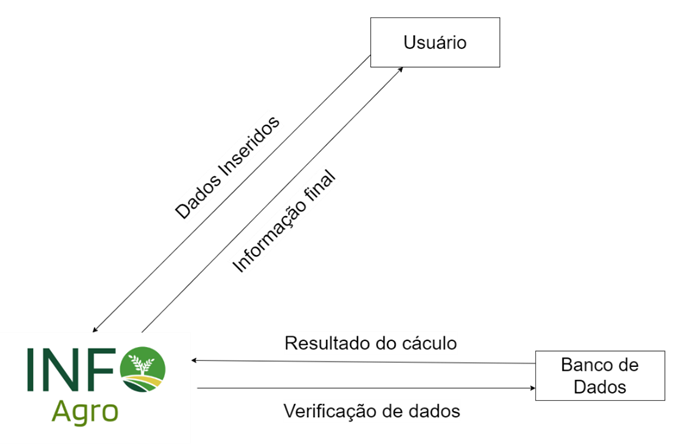 Usuário
Dados Inseridos
Informação final
Resultado do cáculo
INFO
Agro
Banco de
Dados
Verificação de dados